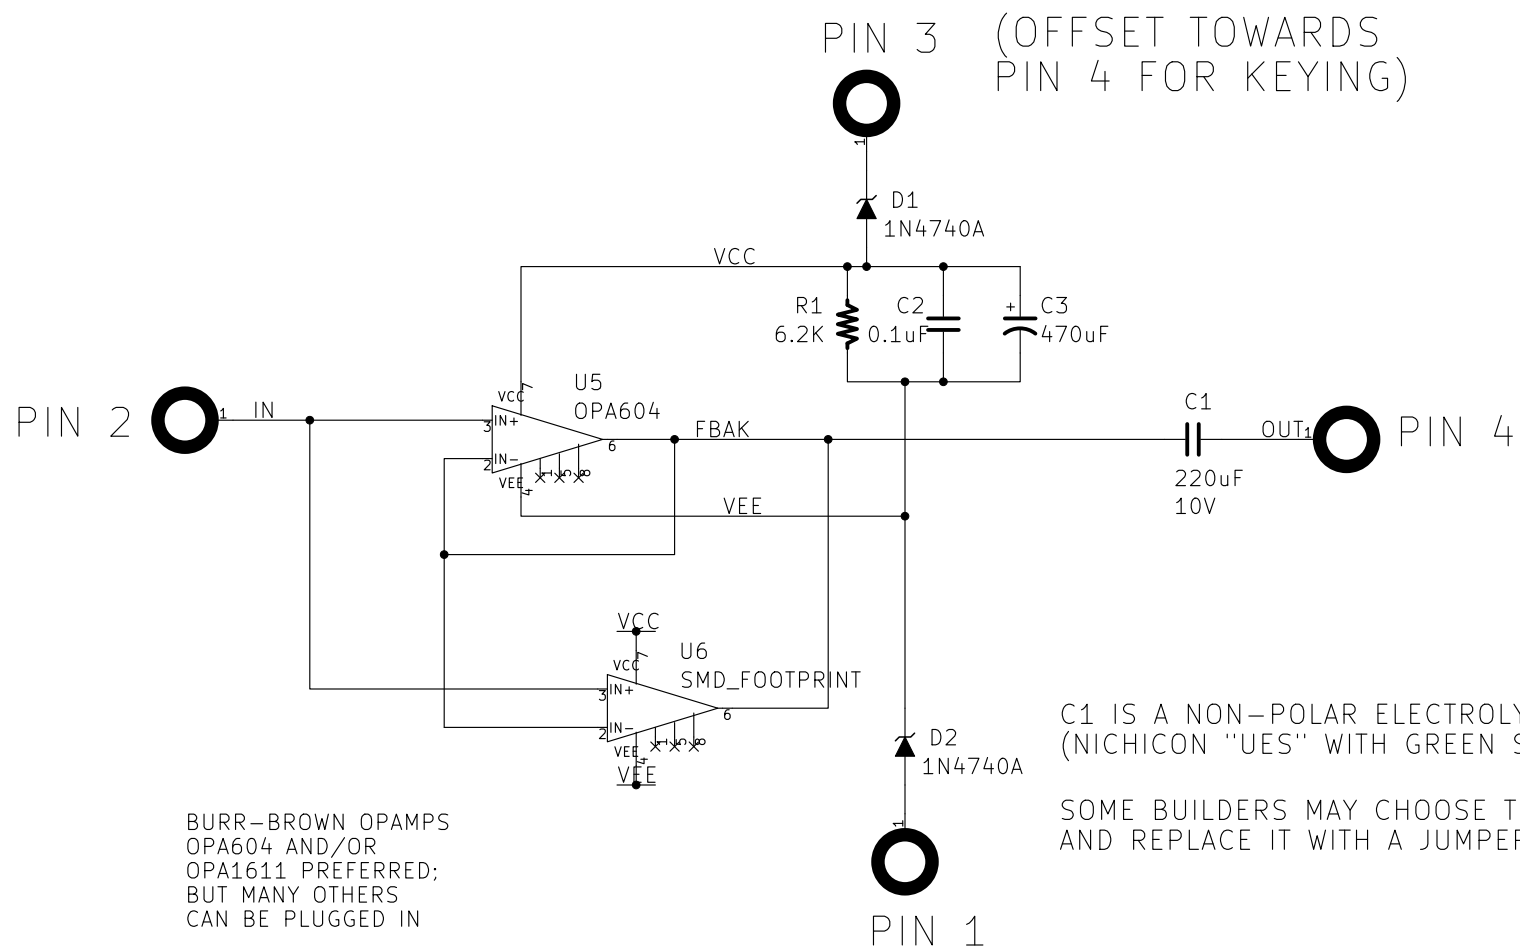 PIN 3
(OFFSET TOWARDS
PIN 4 FOR KEYING)
1
D1
1N4740A
VCC
R1
6.2K
C2
0.1uF
+
C3
470uF
PIN 2
1
IN
VCC
7
U5
OPA604
3
IN+
2
IN-
VEE
4
1
5
8
6
FBAK
C1
220uF
10V
OUT
1
PIN 4
VEE
VCC
7
VCC
U6
SMD_FOOTPRINT
3
IN+
2
IN-
VEE
4
1
5
8
6
VEE
D2
1N4740A
1
PIN 1
C1 IS A NON-POLAR
(NICHICON "UES" WITH GREEN
SOME BUILDERS MAY CHOOSE
AND REPLACE IT WITH A
BURR-BROWN OPAMPS
OPA604 AND/OR
OPA1611 PREFERRED;
BUT MANY OTHERS
CAN BE PLUGGED IN